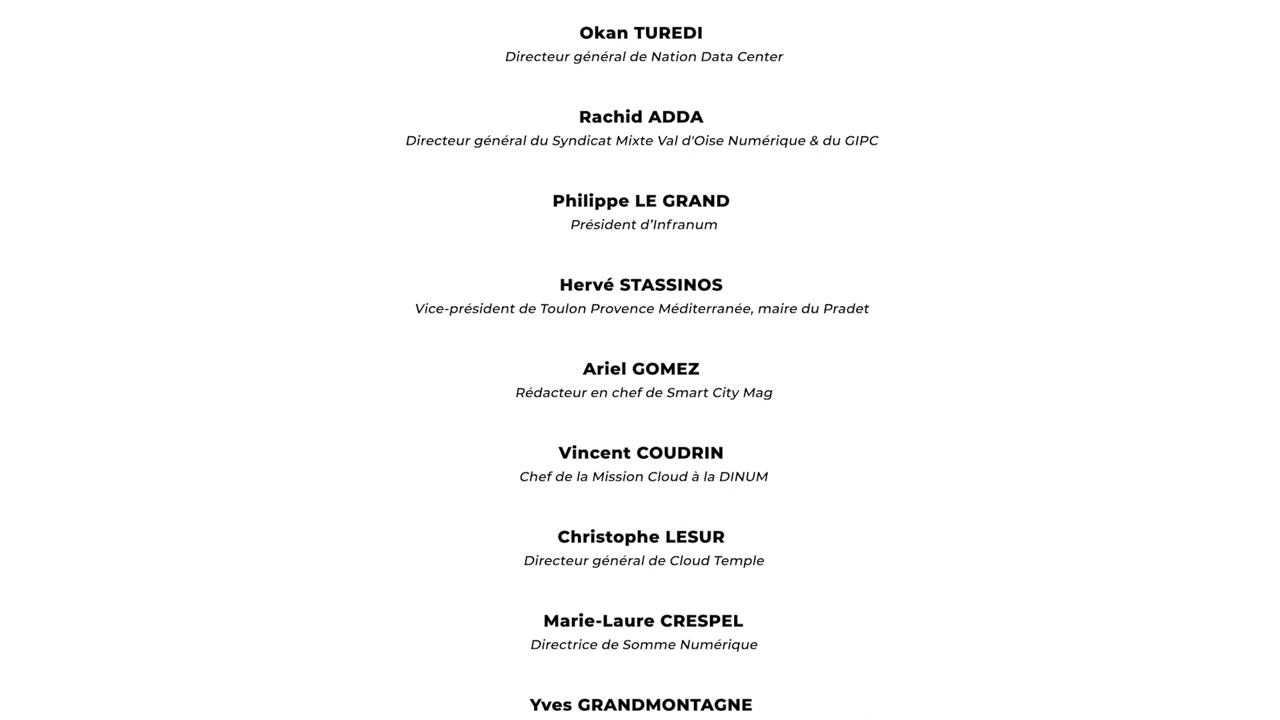 Okan TUREDI
Directeur général de Nation Data Center
Rachid ADDA
Directeur général du Syndicat Mixte Val d'Oise Numérique & du GIPC
Philippe LE GRAND
Président d’Infranum
Hervé STASSINOS
Vice-président de Toulon Provence Méditerranée, maire du Pradet
Ariel GOMEZ
Rédacteur en chef de Smart City Mag
Vincent COUDRIN
Chef de la Mission Cloud à la DINUM
Christophe LESUR
Directeur général de Cloud Temple
Marie-Laure CRESPEL
Directrice de Somme Numérique
Yves GRANDMONTAGNE